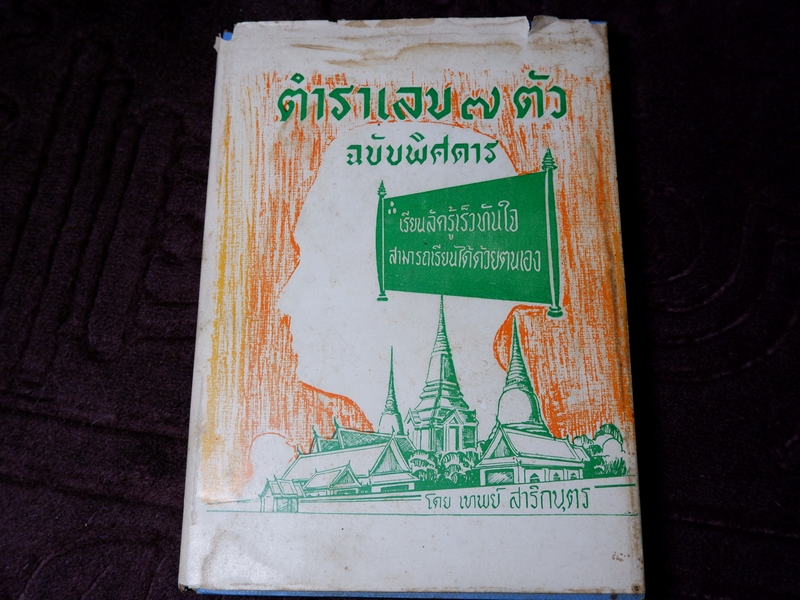 ตำราเลข ๗ ตัว
ฉบับพิศดาร
เรียนลัดรู้เร็วทันใจ
สามารถเรียนได้ด้วยตนเอง
โดย เทพย์ สาริกบุตร